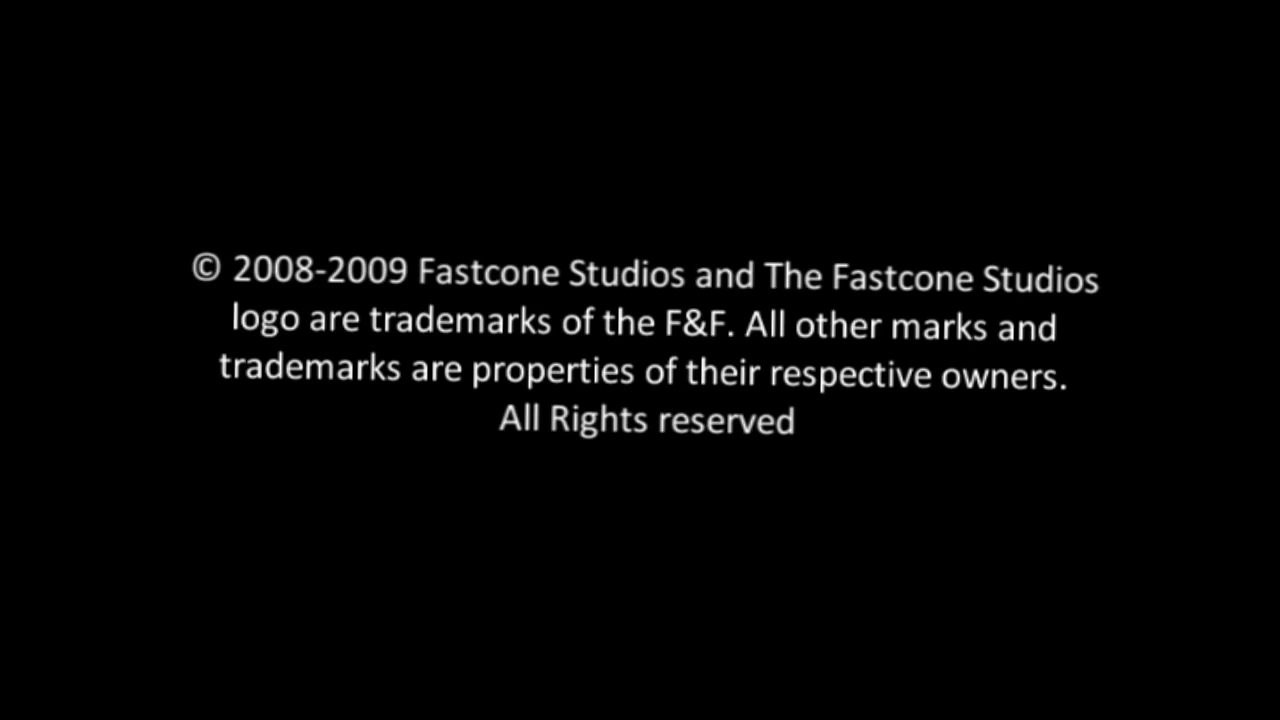 © 2008-2009 Fastcone Studios and The Fastcone Studios
logo are trademarks of the F&F. All other marks and
trademarks are properties of their respective owners.
All Rights reserved